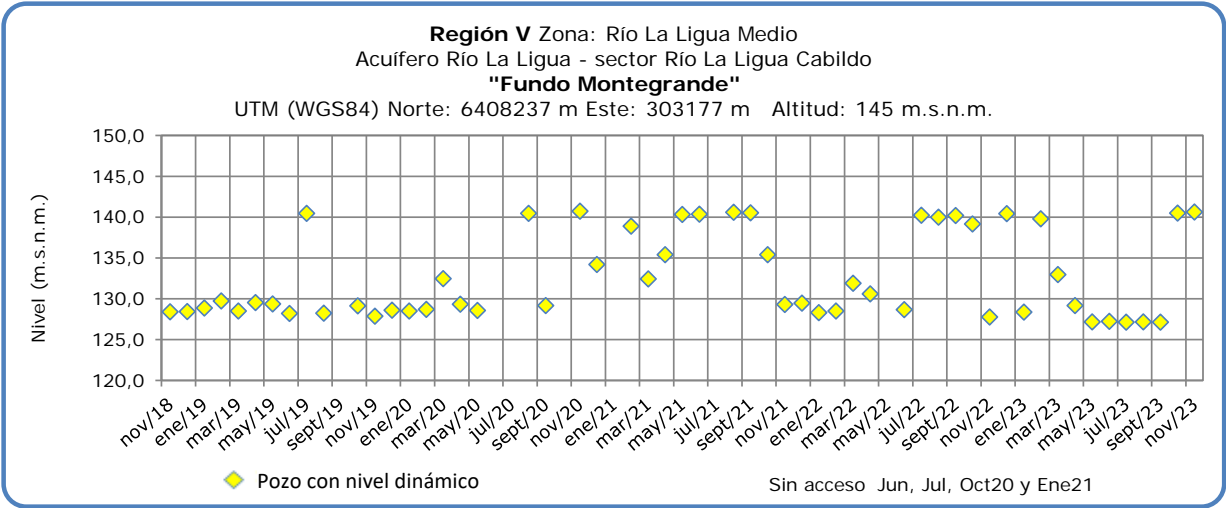 Región V Zona: Río La Ligua Medio
Acuífero Río La Ligua - sector Río La Ligua Cabildo
"Fundo Montegrande"
UTM (WGS84) Norte: 6408237 m Este: 303177 m Altitud: 145 m.s.n.m.
Nivel (m.s.n.m.)
150,0
145,0
140,0
135,0
130,0
125,0
120,0
nov/18
ene/19
mar/19
may/19
jul/19
sept/19
nov/19
ene/20
mar/20
may/20
jul/20
sept/20
nov/20
ene/21
mar/21
may/21
jul/21
sept/21
nov/21
ene/22
mar/22
may/22
jul/22
sept/22
nov/22
ene/23
mar/23
may/23
jul/23
sept/23
nov/23
Pozo con nivel dinámico
Sin acceso Jun, Jul, Oct20 y Ene21